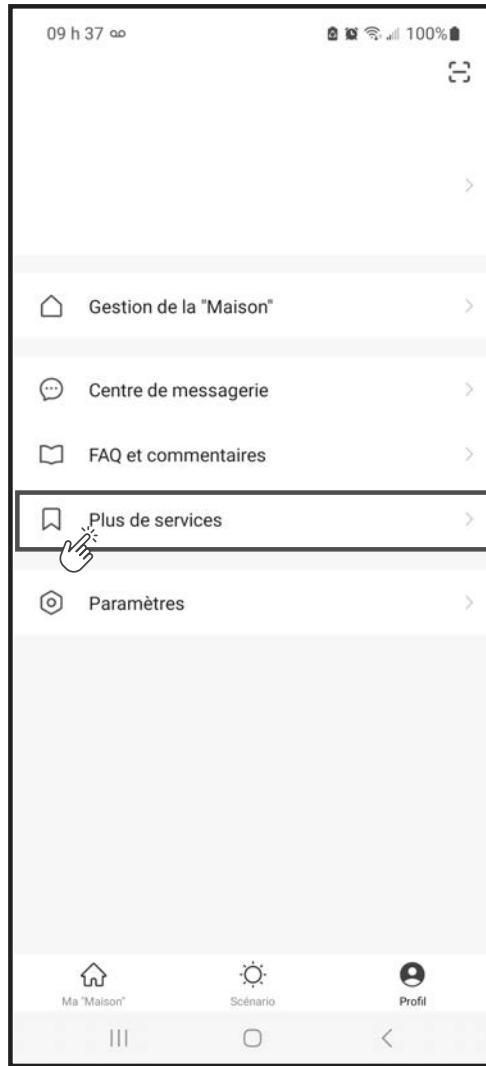 09 h 37
100%
Gestion de la "Maison"
Centre de messagerie
FAQ et commentaires
Plus de services
Paramètres
Ma "Maison" Scénario Profil